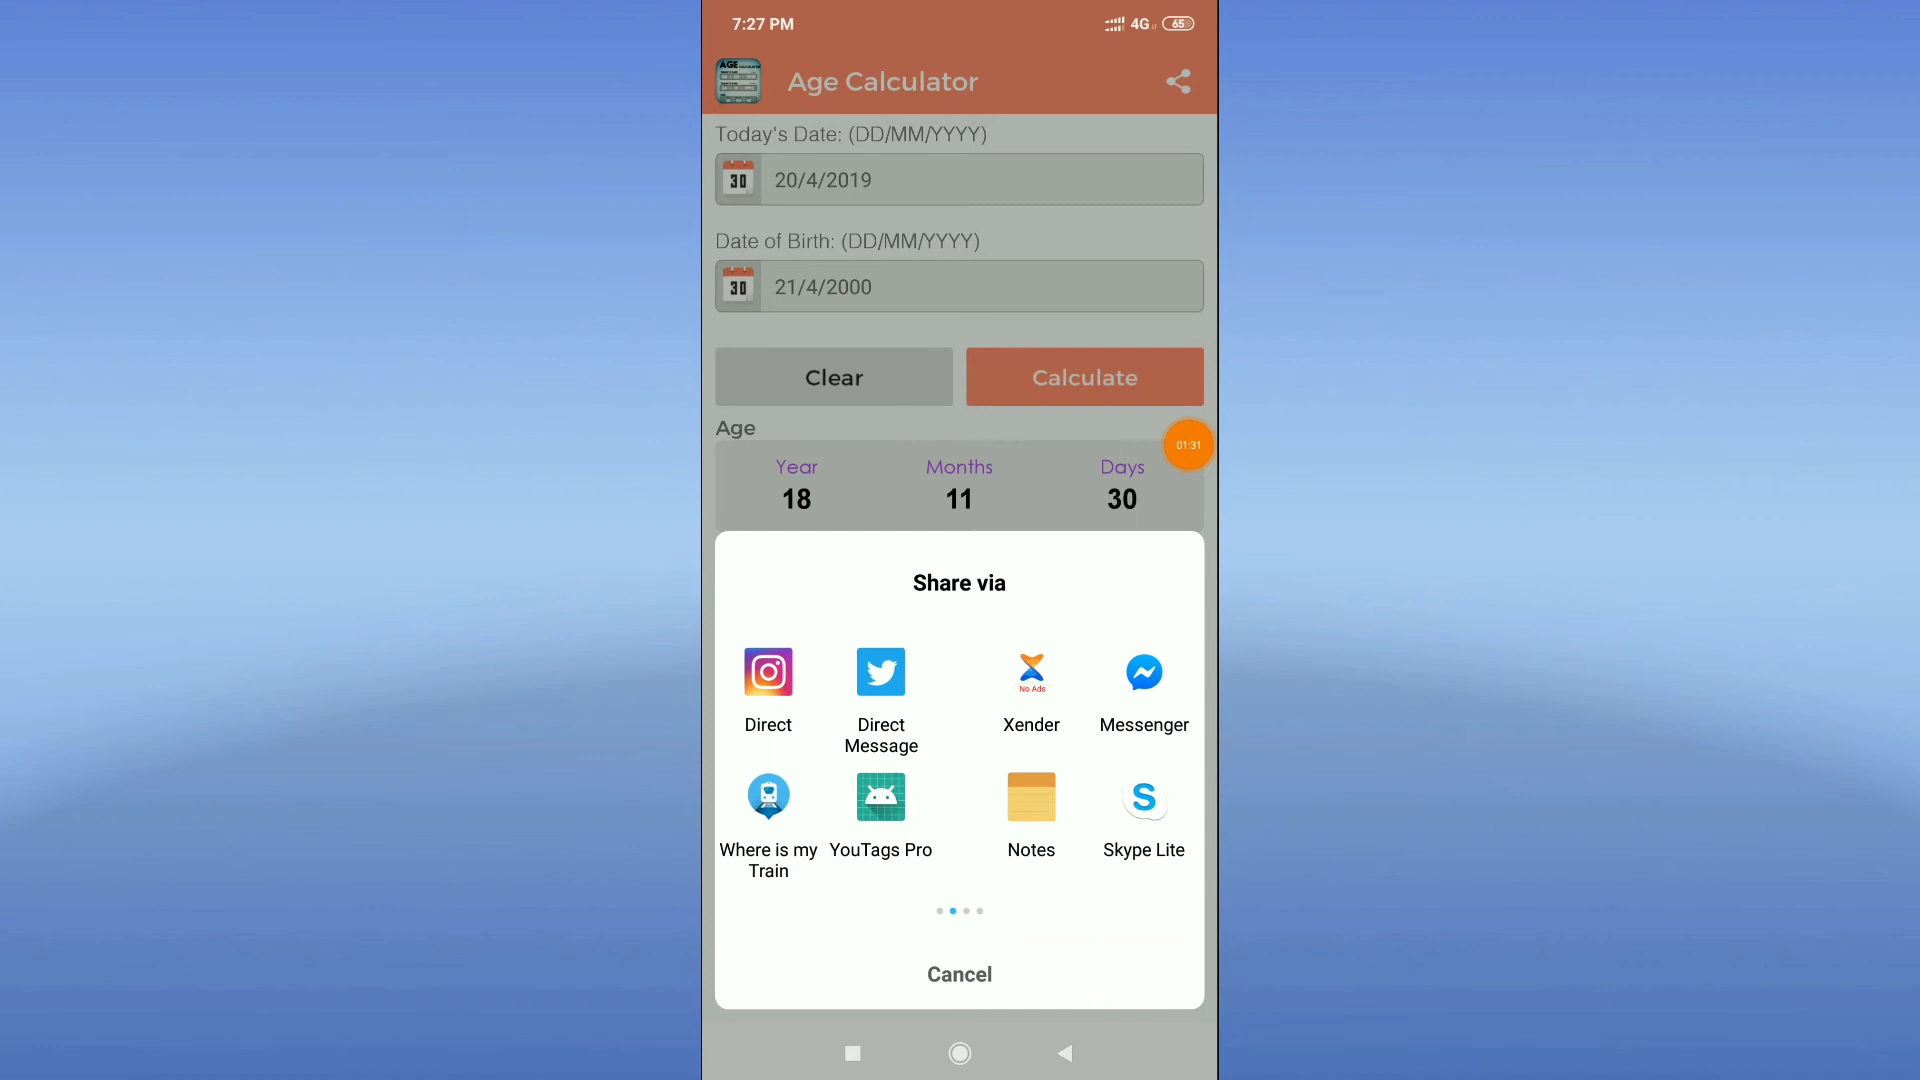 7:27 PM
4G 65
AGE
Age Calculator
Today's Date: (DD/MM/YYYY)
30 20/4/2019
Date of Birth: (DD/MM/YYYY)
30 21/4/2000
Clear Calculate
Age
01:31
Year Months Days
18 11 30
Share via
No Ads
Direct Direct Xender Messenger
Message
S
Where is my YouTags Pro Notes Skype Lite
Train
Cancel